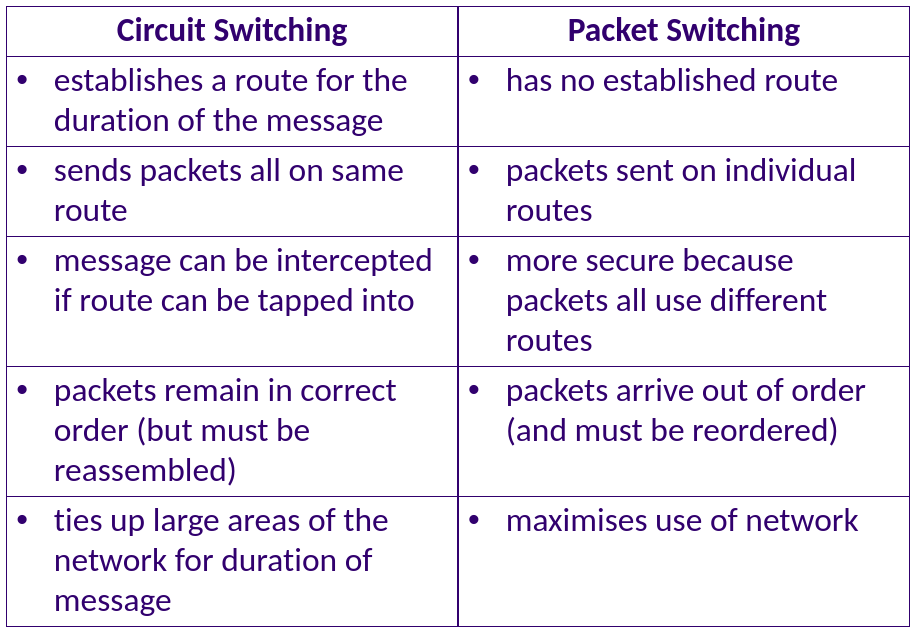 Circuit Switching
Packet Switching
• establishes a route for the
duration of the message
• has no established route
• sends packets all on same
route
• packets sent on individual
routes
• message can be intercepted
if route can be tapped into
• more secure because
packets all use different
routes
• packets remain in correct
order (but must be
reassembled)
• packets arrive out of order
(and must be reordered)
• ties up large areas of the
network for duration of
message
• maximises use of network